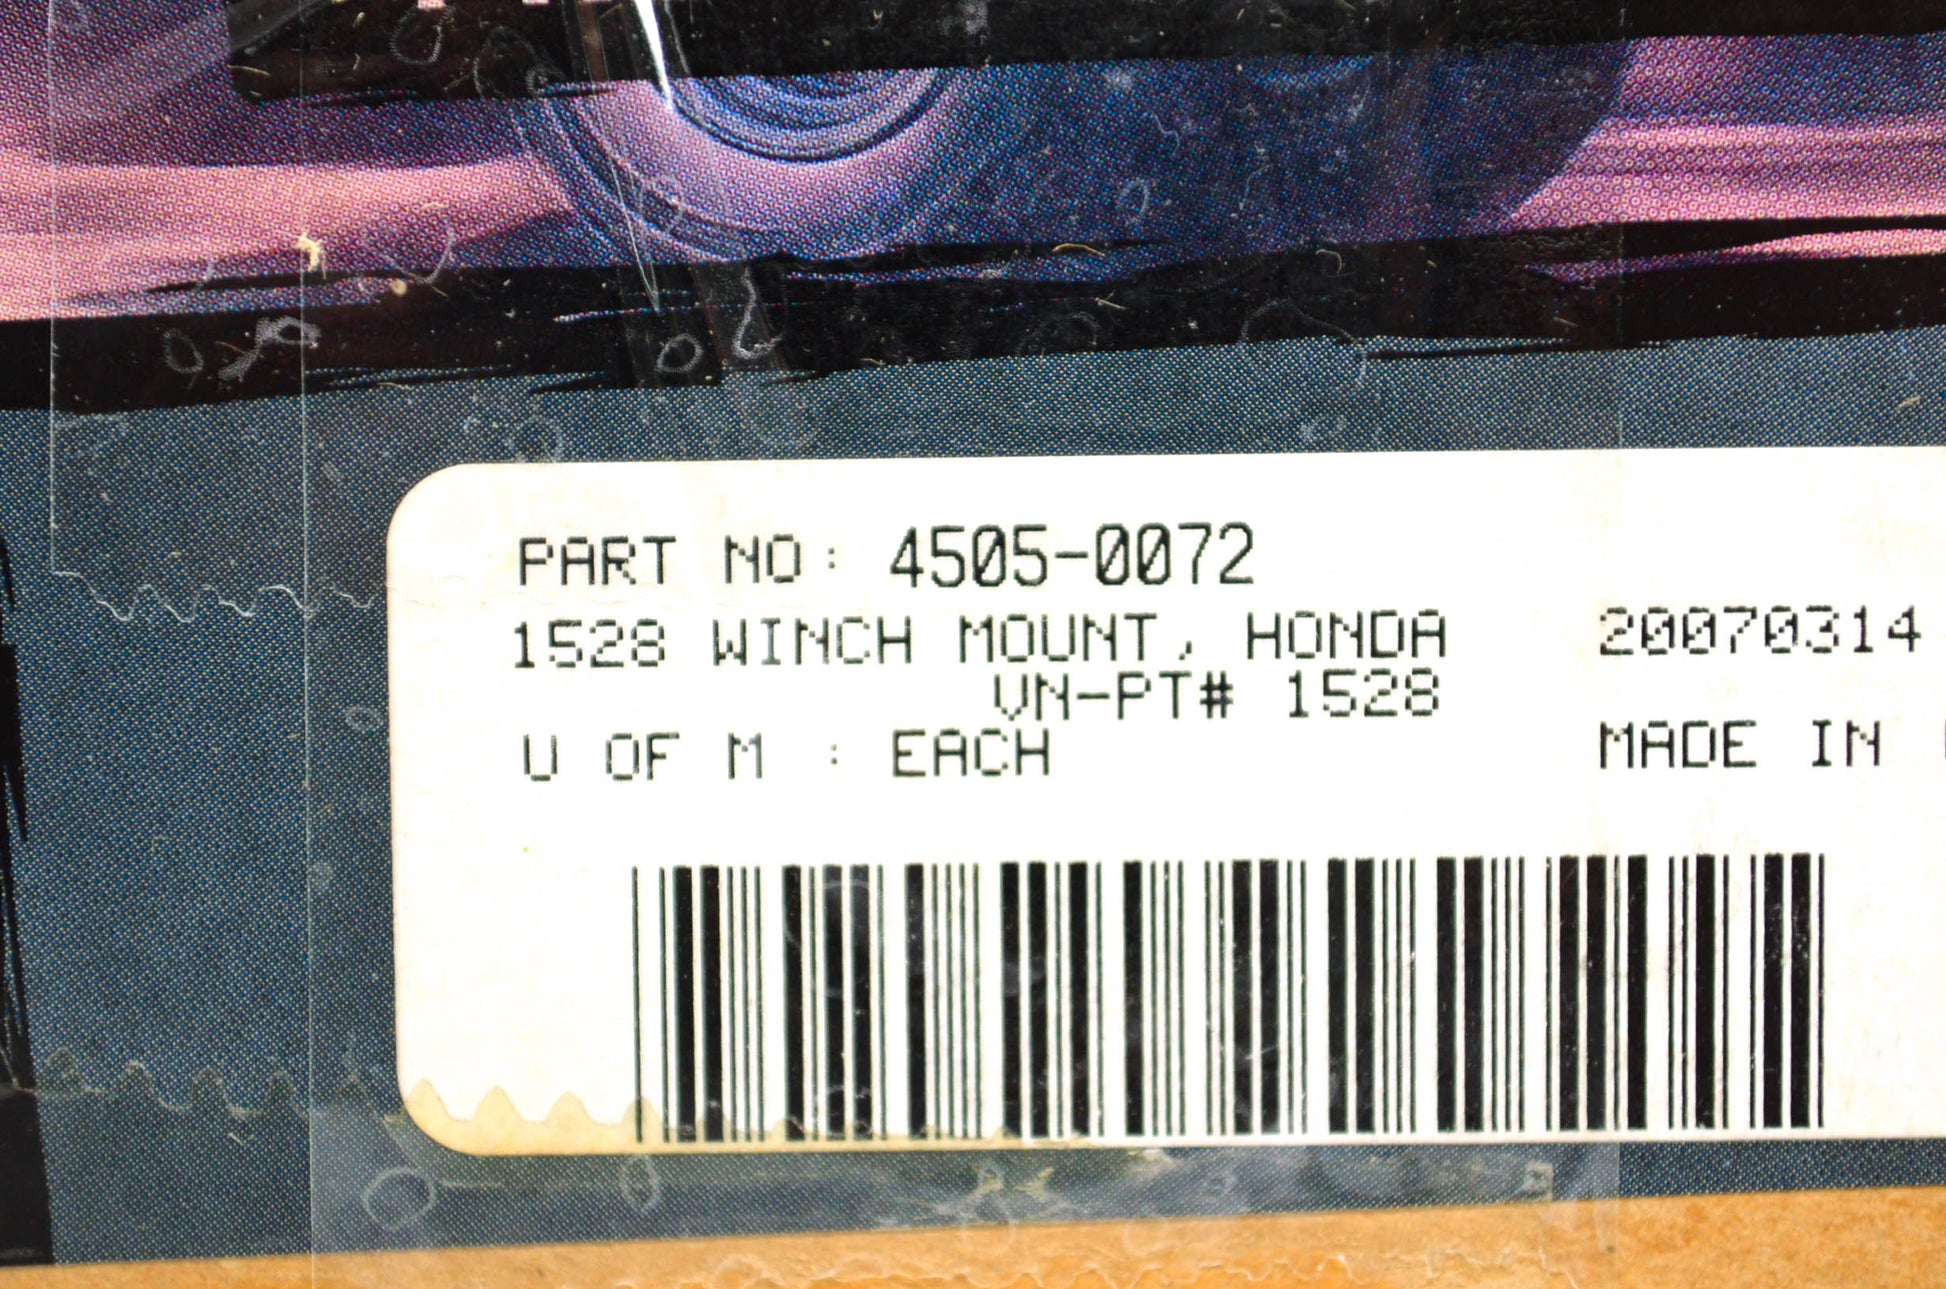 PART NO: 4505-0072
1528 WINCH MOUNT, HONDA 20070314
VN-PT# 1528
U OF M : EACH MADE IN